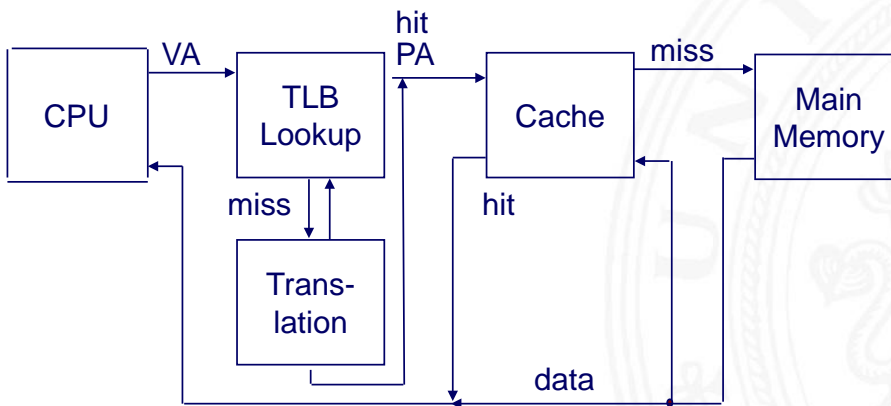 hit
VA
PA
miss
CPU
TLB
Lookup
Cache
Main
Memory
miss
hit
Trans-
lation
data